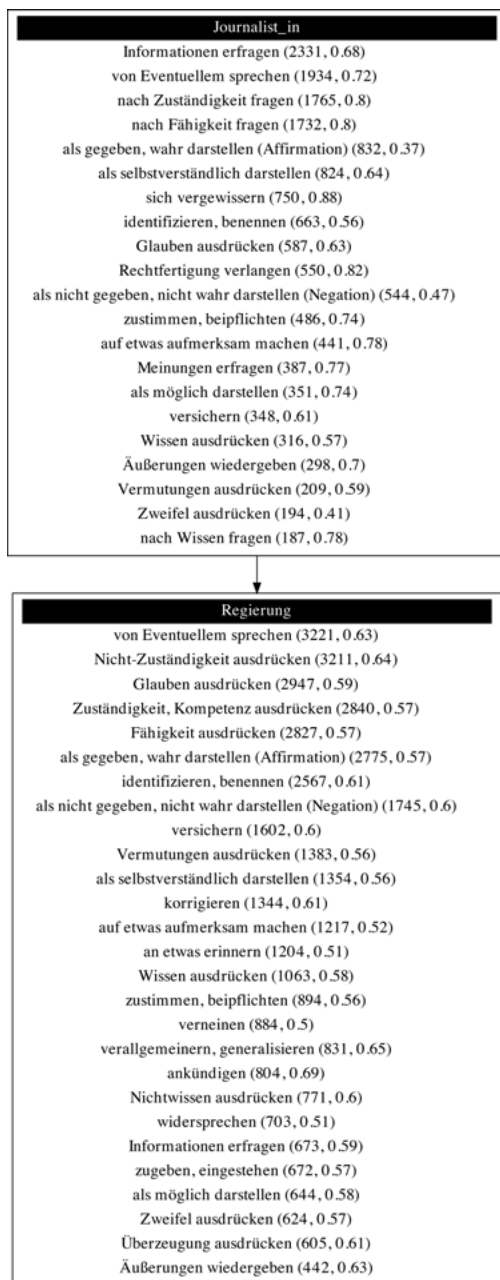 Journalist_in
Informationen erfragen (2331, 0.68)
von Eventuellem sprechen (1934, 0.72)
nach Zuständigkeit fragen (1765, 0.8)
nach Fähigkeit fragen (1732, 0.8)
als gegeben, wahr darstellen (Affirmation) (832, 0.37)
als selbstverständlich darstellen (824, 0.64)
sich vergewissern (750, 0.88)
identifizieren, benennen (663, 0.56)
Glauben ausdrücken (587, 0.63)
Rechtfertigung verlangen (550, 0.82)
als nicht gegeben, nicht wahr darstellen (Negation) (544, 0.47)
zustimmen, beipflichten (486, 0.74)
auf etwas aufmerksam machen (441, 0.78)
Meinungen erfragen (387, 0.77)
als möglich darstellen (351, 0.74)
versichern (348, 0.61)
Wissen ausdrücken (316, 0.57)
Äußerungen wiedergeben (298, 0.7)
Vermutungen ausdrücken (209, 0.59)
Zweifel ausdrücken (194, 0.41)
nach Wissen fragen (187, 0.78)
Regierung
von Eventuellem sprechen (3221, 0.63)
Nicht-Zuständigkeit ausdrücken (3211, 0.64)
Glauben ausdrücken (2947, 0.59)
Zuständigkeit, Kompetenz ausdrücken (2840, 0.57)
Fähigkeit ausdrücken (2827, 0.57)
als gegeben, wahr darstellen (Affirmation) (2775, 0.57)
identifizieren, benennen (2567, 0.61)
als nicht gegeben, nicht wahr darstellen (Negation) (1745, 0.6)
versichern (1602, 0.6)
Vermutungen ausdrücken (1383, 0.56)
als selbstverständlich darstellen (1354, 0.56)
korrigieren (1344, 0.61)
auf etwas aufmerksam machen (1217, 0.52)
an etwas erinnern (1204, 0.51)
Wissen ausdrücken (1063, 0.58)
zustimmen, beipflichten (894, 0.56)
verneinen (884, 0.5)
verallgemeinern, generalisieren (831, 0.65)
ankündigen (804, 0.69)
Nichtwissen ausdrücken (771, 0.6)
widersprechen (703, 0.51)
Informationen erfragen (673, 0.59)
zugeben, eingestehen (672, 0.57)
als möglich darstellen (644, 0.58)
Zweifel ausdrücken (624, 0.57)
Überzeugung ausdrücken (605, 0.61)
Äußerungen wiedergeben (442, 0.63)